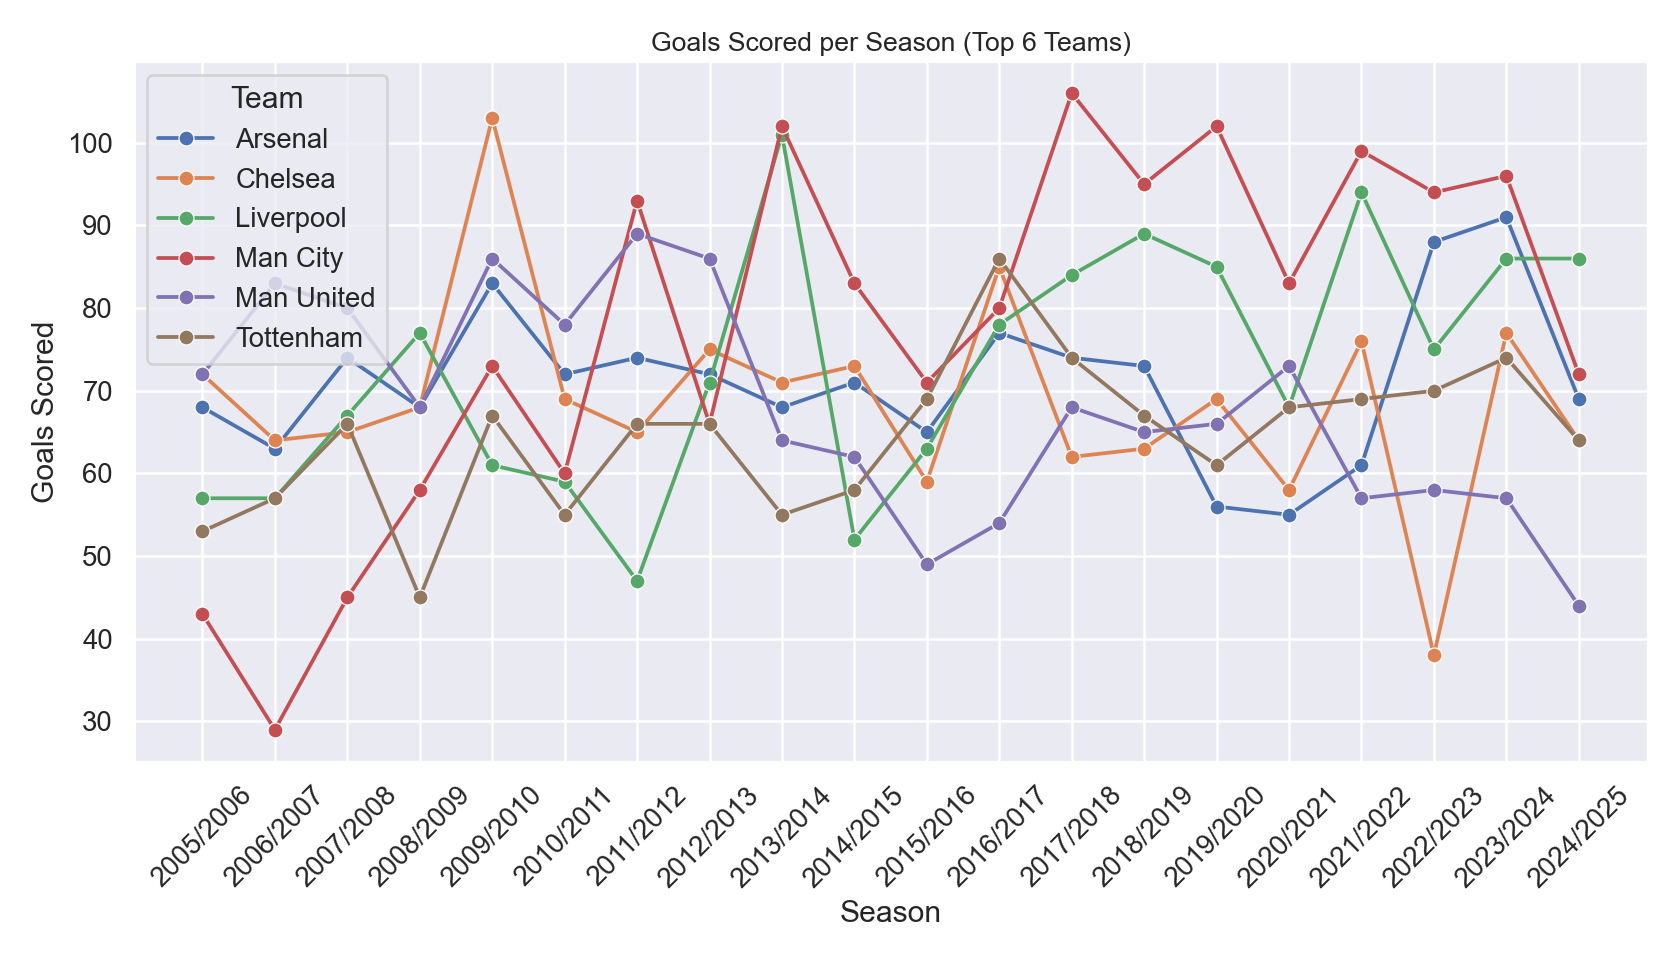 Goals Scored per Season (Top 6 Teams)
Team
Arsenal
Chelsea
Liverpool
Man City
Man United
Tottenham
Goals Scored
100
90
80
70
60
50
40
30
2005/2006
2006/2007
2007/2008
2008/2009
2009/2010
2010/2011
2011/2012
2012/2013
2013/2014
2014/2015
2015/2016
2016/2017
2017/2018
2018/2019
2019/2020
2020/2021
2021/2022
2022/2023
2023/2024
2024/2025
Season